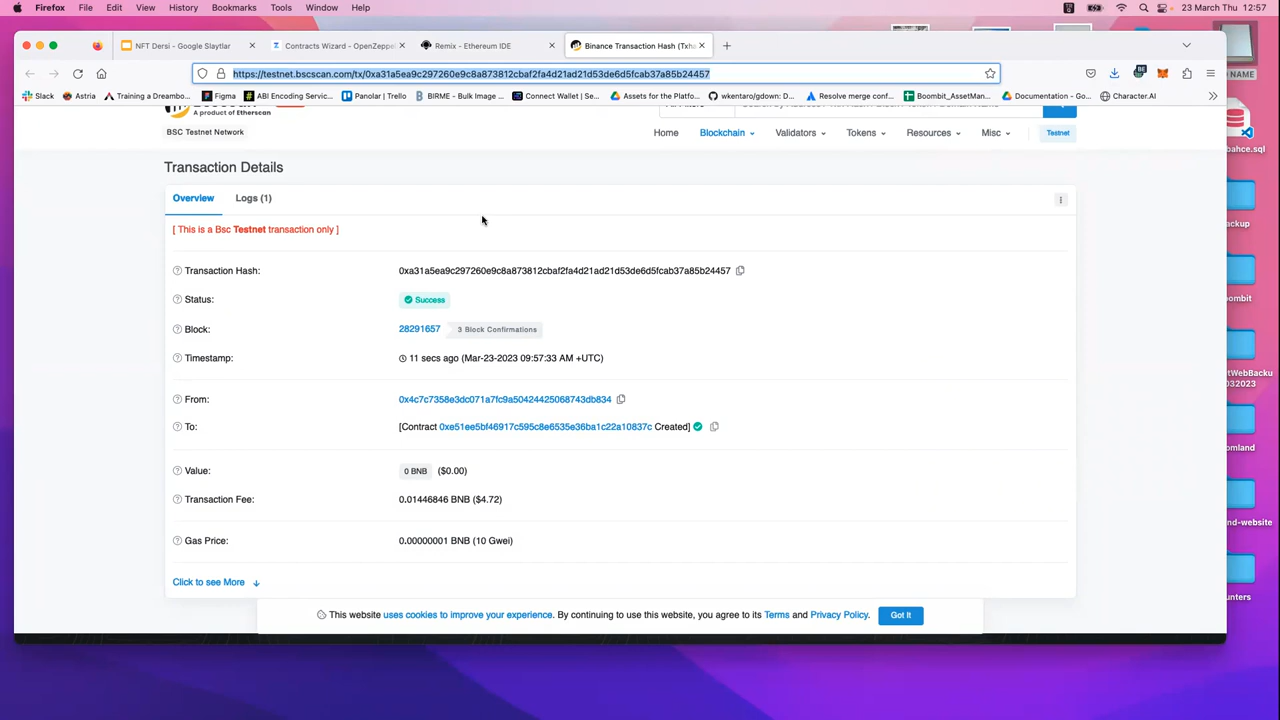 Firefox File Edit View History Bookmarks Tools Window Help 23 March Thu 12:57
NFT Dersi - Google Slaytlar Contracts Wizard - OpenZeppel Remix - Ethereum IDE Binance Transaction Hash (Txha
https://testnet.bscscan.com/tx/0xa31a5ea9c297260e9c8a873812cbaf2fa4d21ad21d53de6d5fcab37a85b24457
NAME
Slack Astria Training a Dreambo... Figma ABI Encoding Servic... Panolar | Trello BIRME - Bulk Image ... Connect Wallet | Se... Assets for the Platfo... wkentaro/gdown: D... Resolve merge conf... Boombit_AssetMan... Documentation - Go... Character.AI
A product of Etherscan
BSC Testnet Network
Home Blockchain Validators Tokens Resources Misc Testnet
bahce.sql
Transaction Details
Overview Logs (1)
ackup
[ This is a Bsc Testnet transaction only ]
Transaction Hash: 0xa31a5ea9c297260e9c8a873812cbaf2fa4d21ad21d53de6d5fcab37a85b24457
Status: Success
ombit
Block: 28291657 3 Block Confirmations
Timestamp: 11 secs ago (Mar-23-2023 09:57:33 AM +UTC)
tWebBacku
032023
From: 0x4c7c7358e3dc071a7fc9a50424425068743db834
To: [Contract 0xe51ee5bf46917c595c8e6535e36ba1c22a10837c Created]
omland
Value: 0 BNB ($0.00)
Transaction Fee: 0.01446846 BNB ($4.72)
nd-website
Gas Price: 0.00000001 BNB (10 Gwei)
Click to see More
unters
This website uses cookies to improve your experience. By continuing to use this website, you agree to its Terms and Privacy Policy. Got It